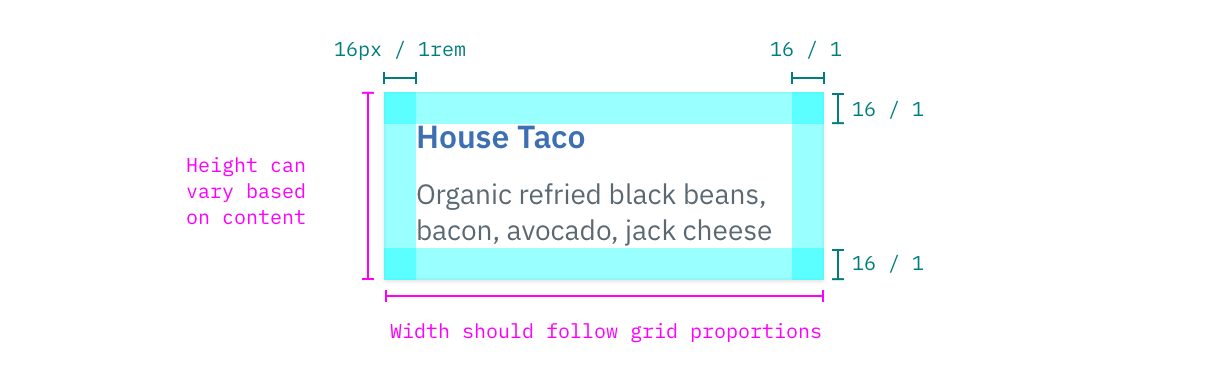 16px / 1rem
16 / 1
16 / 1
House Taco
Height can
vary based
on content
Organic refried black beans,
bacon, avocado, jack cheese
16 / 1
Width should follow grid proportions